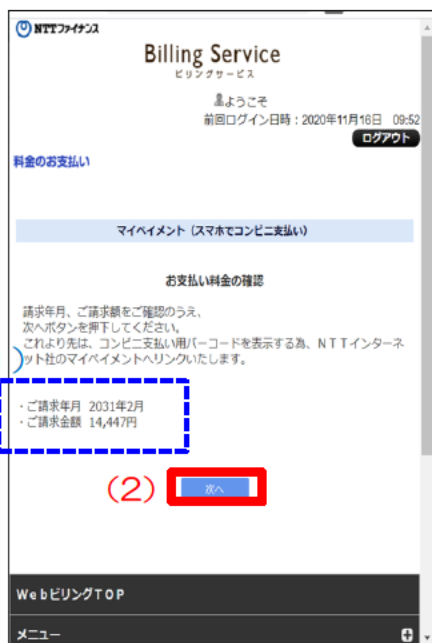 NTTファイナンス
Billing Service
ビリングサービス
ようこそ
前回ログイン日時：2020年11月16日 09:52
ログアウト
料金のお支払い
マイペイメント（スマホでコンビニ支払い）
お支払い料金の確認
請求年月、ご請求額をご確認のうえ、
次へボタンを押下してください。
これより先は、コンビニ支払い用バーコードを表示する為、ＮＴＴインターネ
ット社のマイペイメントへリンクいたします。
・ご請求年月 2031年2月
・ご請求金額 14,447円
（２） 次へ
WebビリングTOP
メニュー